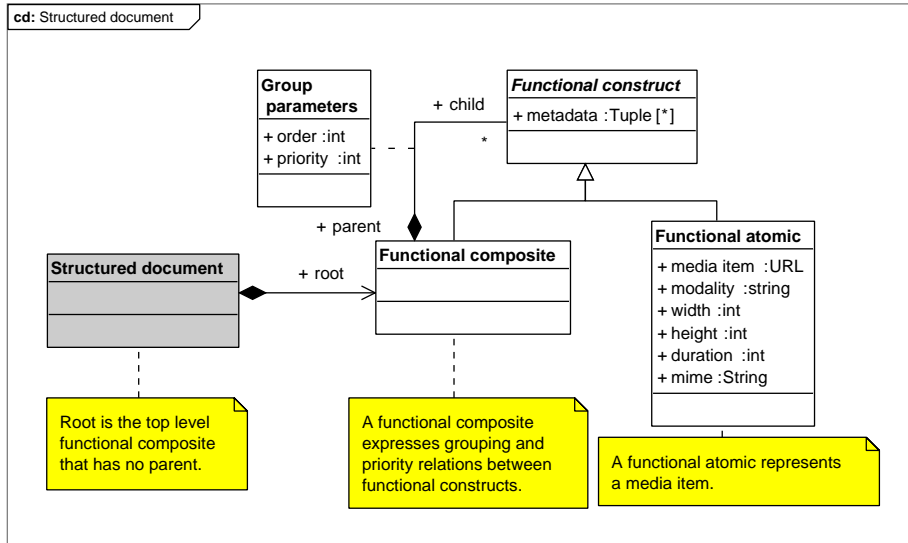 cd: Structured document
Group
parameters
+ order :int
+ priority :int
+ child
*
Functional construct
+ metadata :Tuple [*]
+ parent
Structured document
+ root
Functional composite
Functional atomic
+ media item :URL
+ modality :string
+ width :int
+ height :int
+ duration :int
+ mime :String
Root is the top level
functional composite
that has no parent.
A functional composite
expresses grouping and
priority relations between
functional constructs.
A functional atomic represents
a media item.